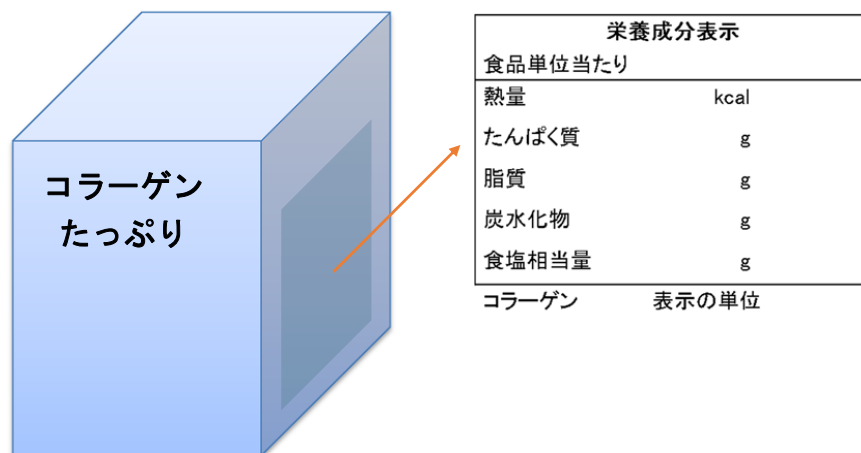 コラーゲン
たっぷり
栄養成分表示
食品単位当たり
熱量 kcal
たんぱく質 g
脂質 g
炭水化物 g
食塩相当量 g
コラーゲン 表示の単位